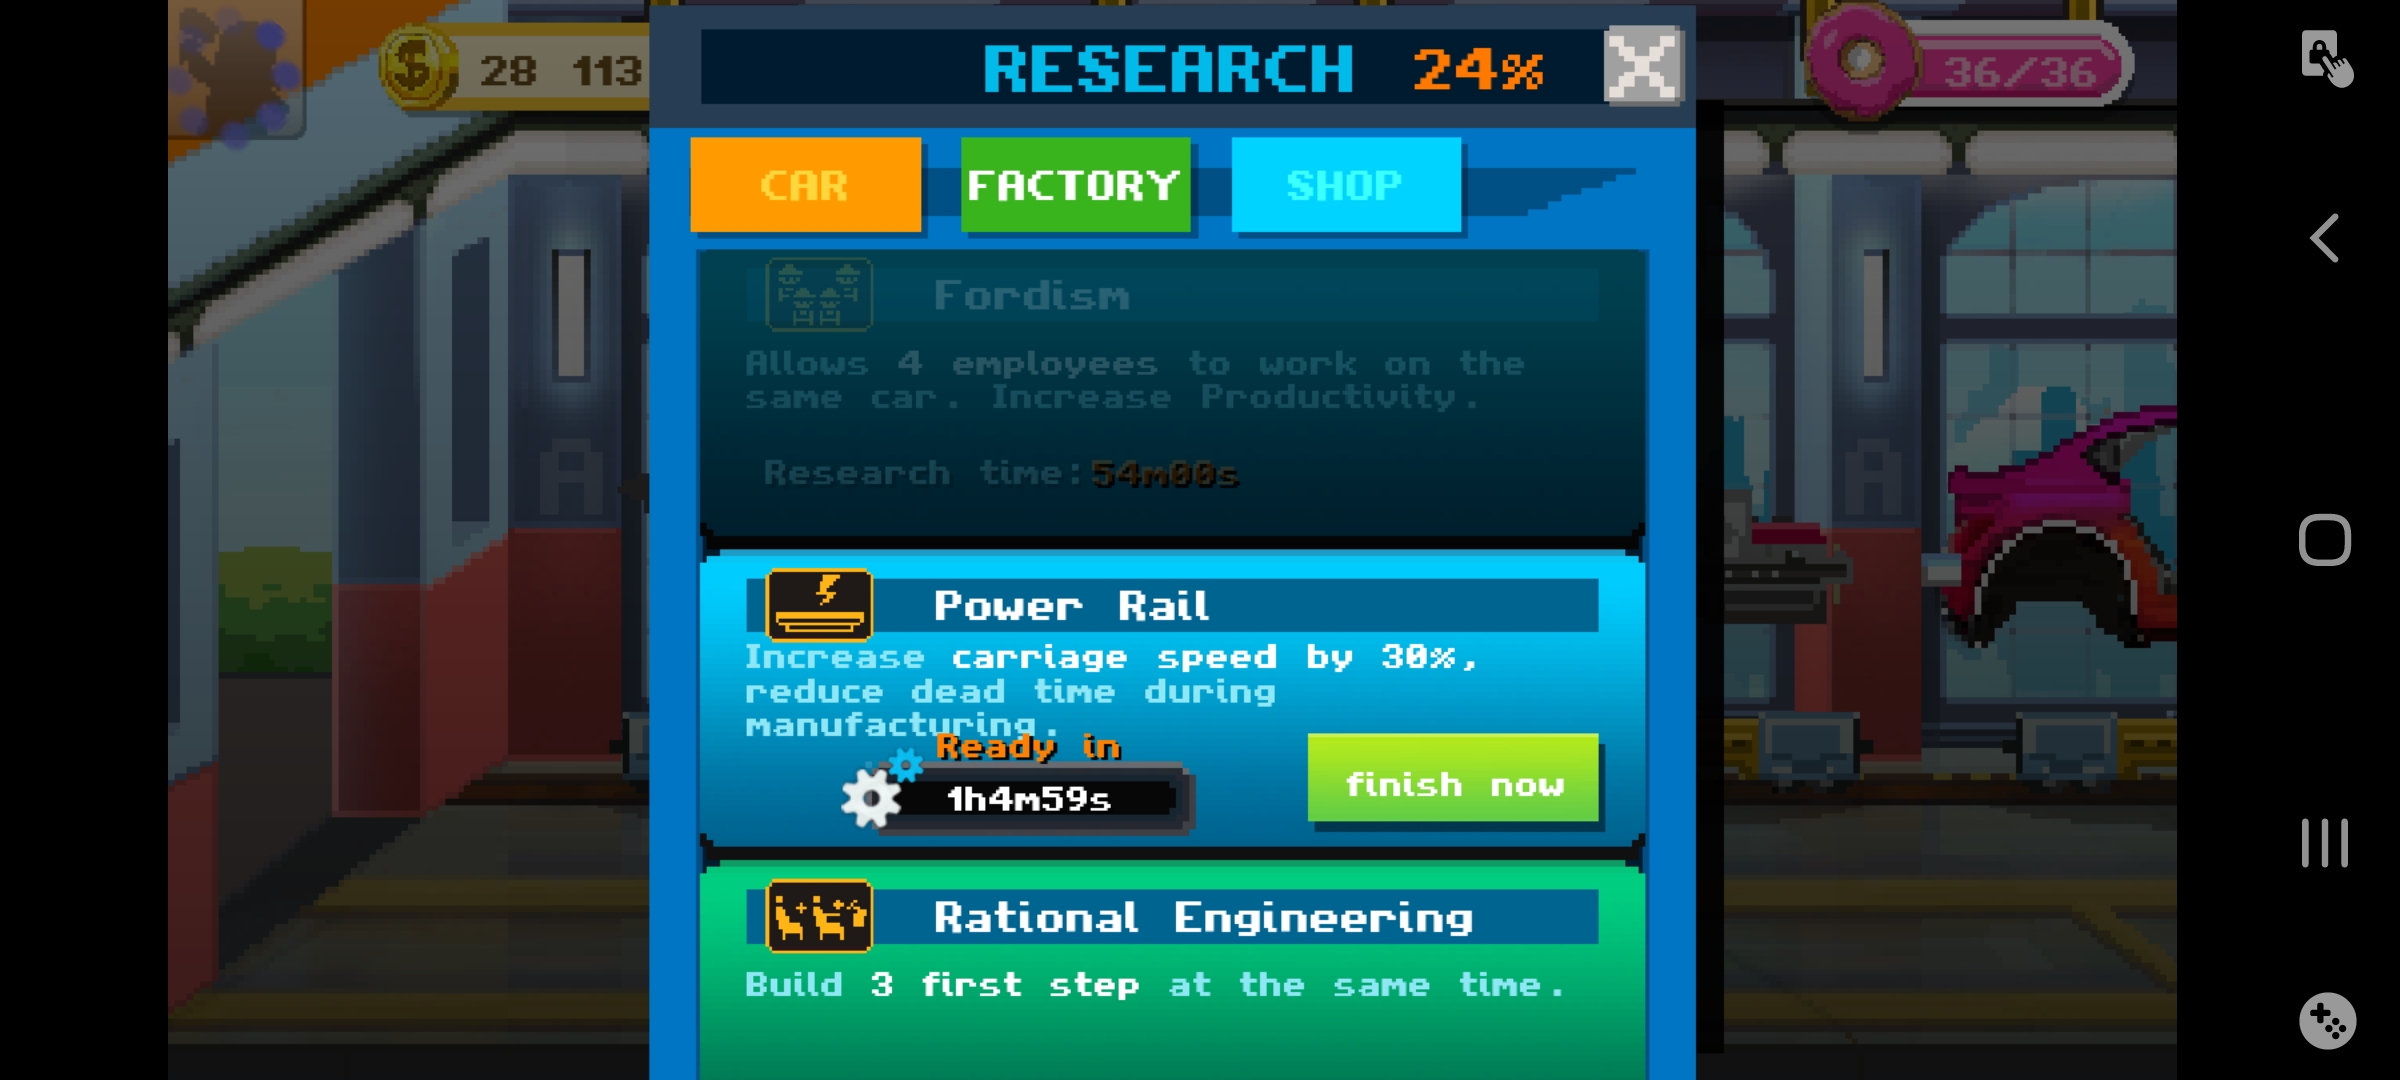 28 113
RESEARCH 24%
36/36
CAR FACTORY SHOP
Fordism
Allows 4 employees to work on the
same car. Increase Productivity.
Research time:54m00s
Power Rail
Increase carriage speed by 30%,
reduce dead time during
manufacturing.
Ready in
1h4m59s
finish now
Rational Engineering
Build 3 first step at the same time.
A
A